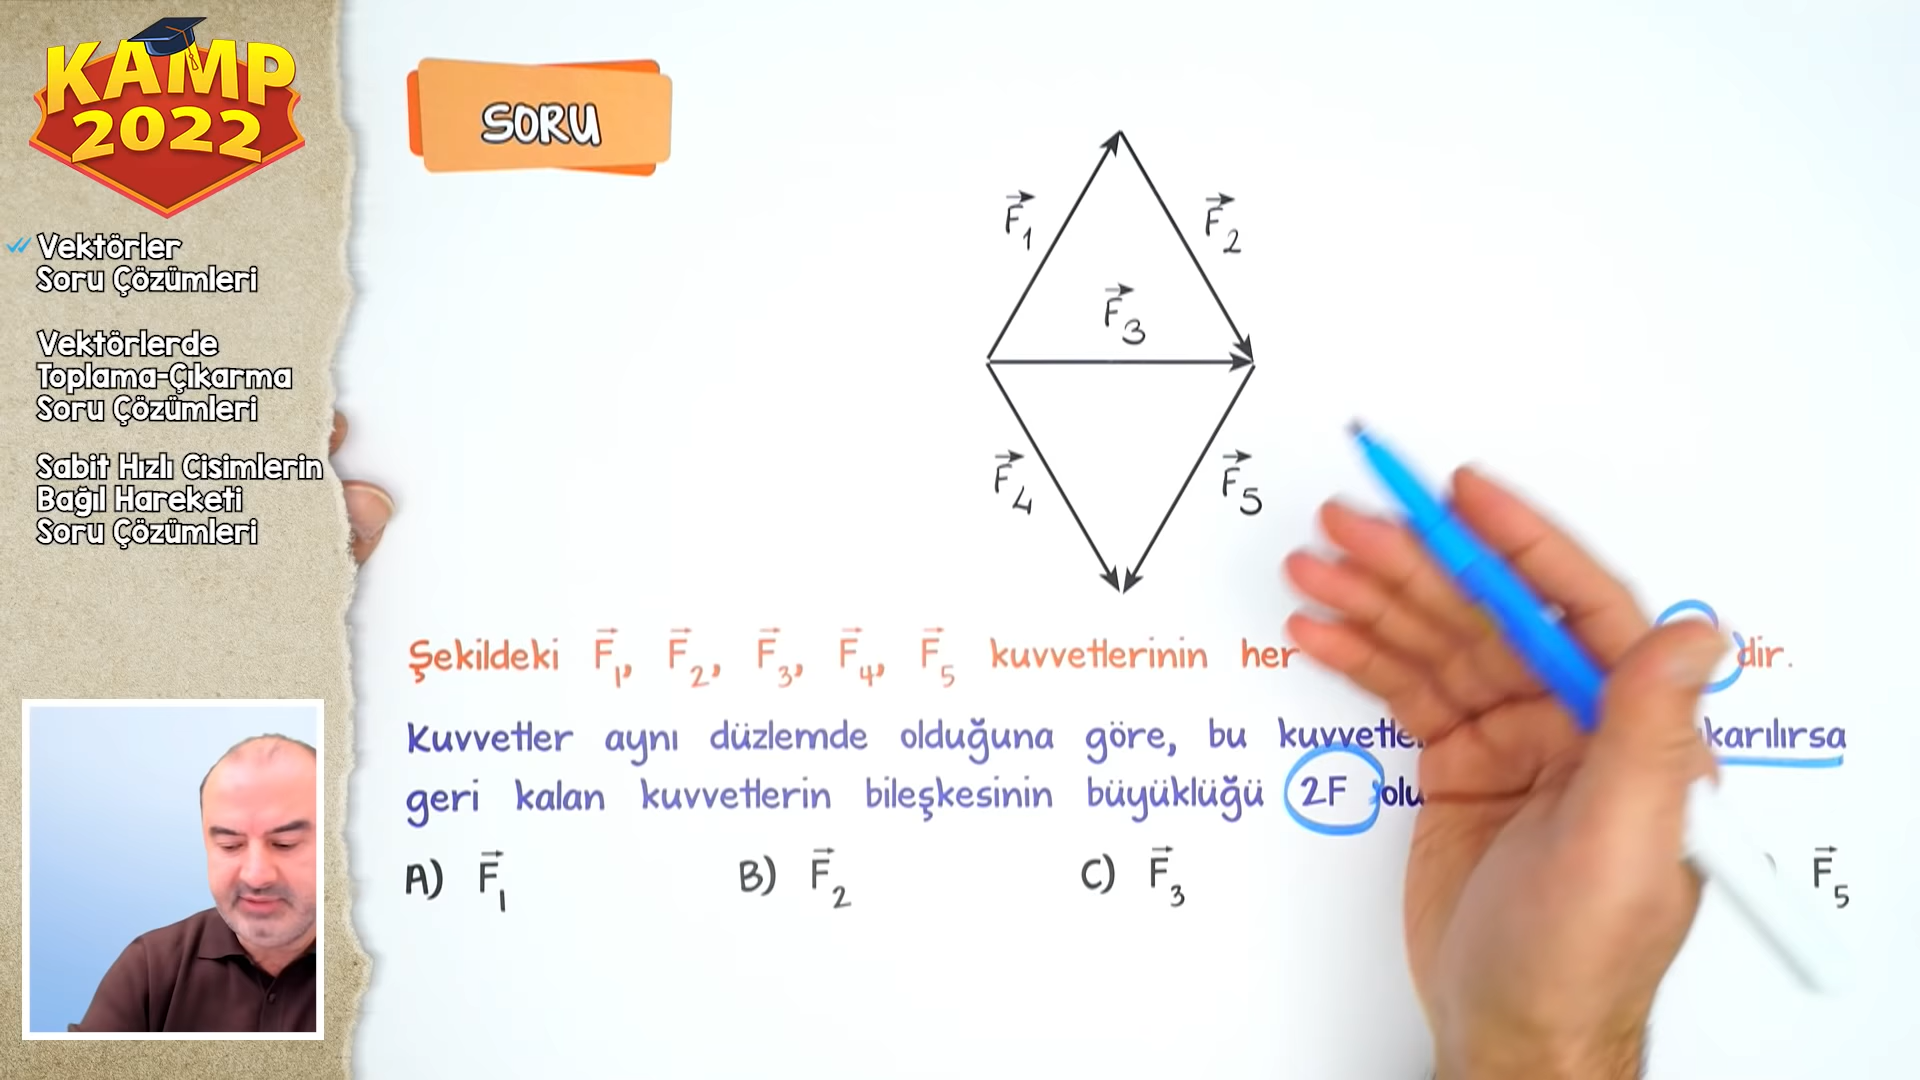 KAMP
2022
Vektörler
Soru Çözümleri
Vektörlerde
Toplama-Çıkarma
Soru Çözümleri
Sabit Hızlı Cisimlerin
Bağıl Hareketi
Soru Çözümleri
SORU
F₁
F₂
F₃
F₄
F₅
Şekildeki F₁, F₂, F₃, F₄, F₅ kuvvetlerinin her dir.
Kuvvetler aynı düzlemde olduğuna göre, bu
geri kalan kuvvetlerin bileşkesinin büyüklüğü 2F
A) F₁ B) F₂ C) F₃ F₅